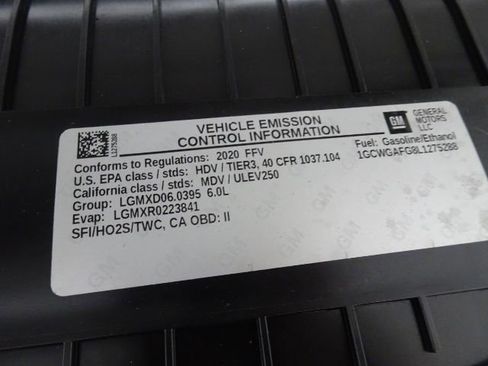 L1275288
VEHICLE EMISSION
CONTROL INFORMATION
GM
GENERAL
MOTORS
LLC
Conforms to Regulations: 2020 FFV
Fuel: Gasoline/Ethanol
U.S. EPA class / stds: HDV / TIER3, 40 CFR 1037.104
1GCWGAFG8L1275288
California class / stds: MDV / ULEV250
Group: LGMXD06.0395 6.0L
Evap: LGMXR0223841
SFI/HO2S/TWC, CA OBD: II